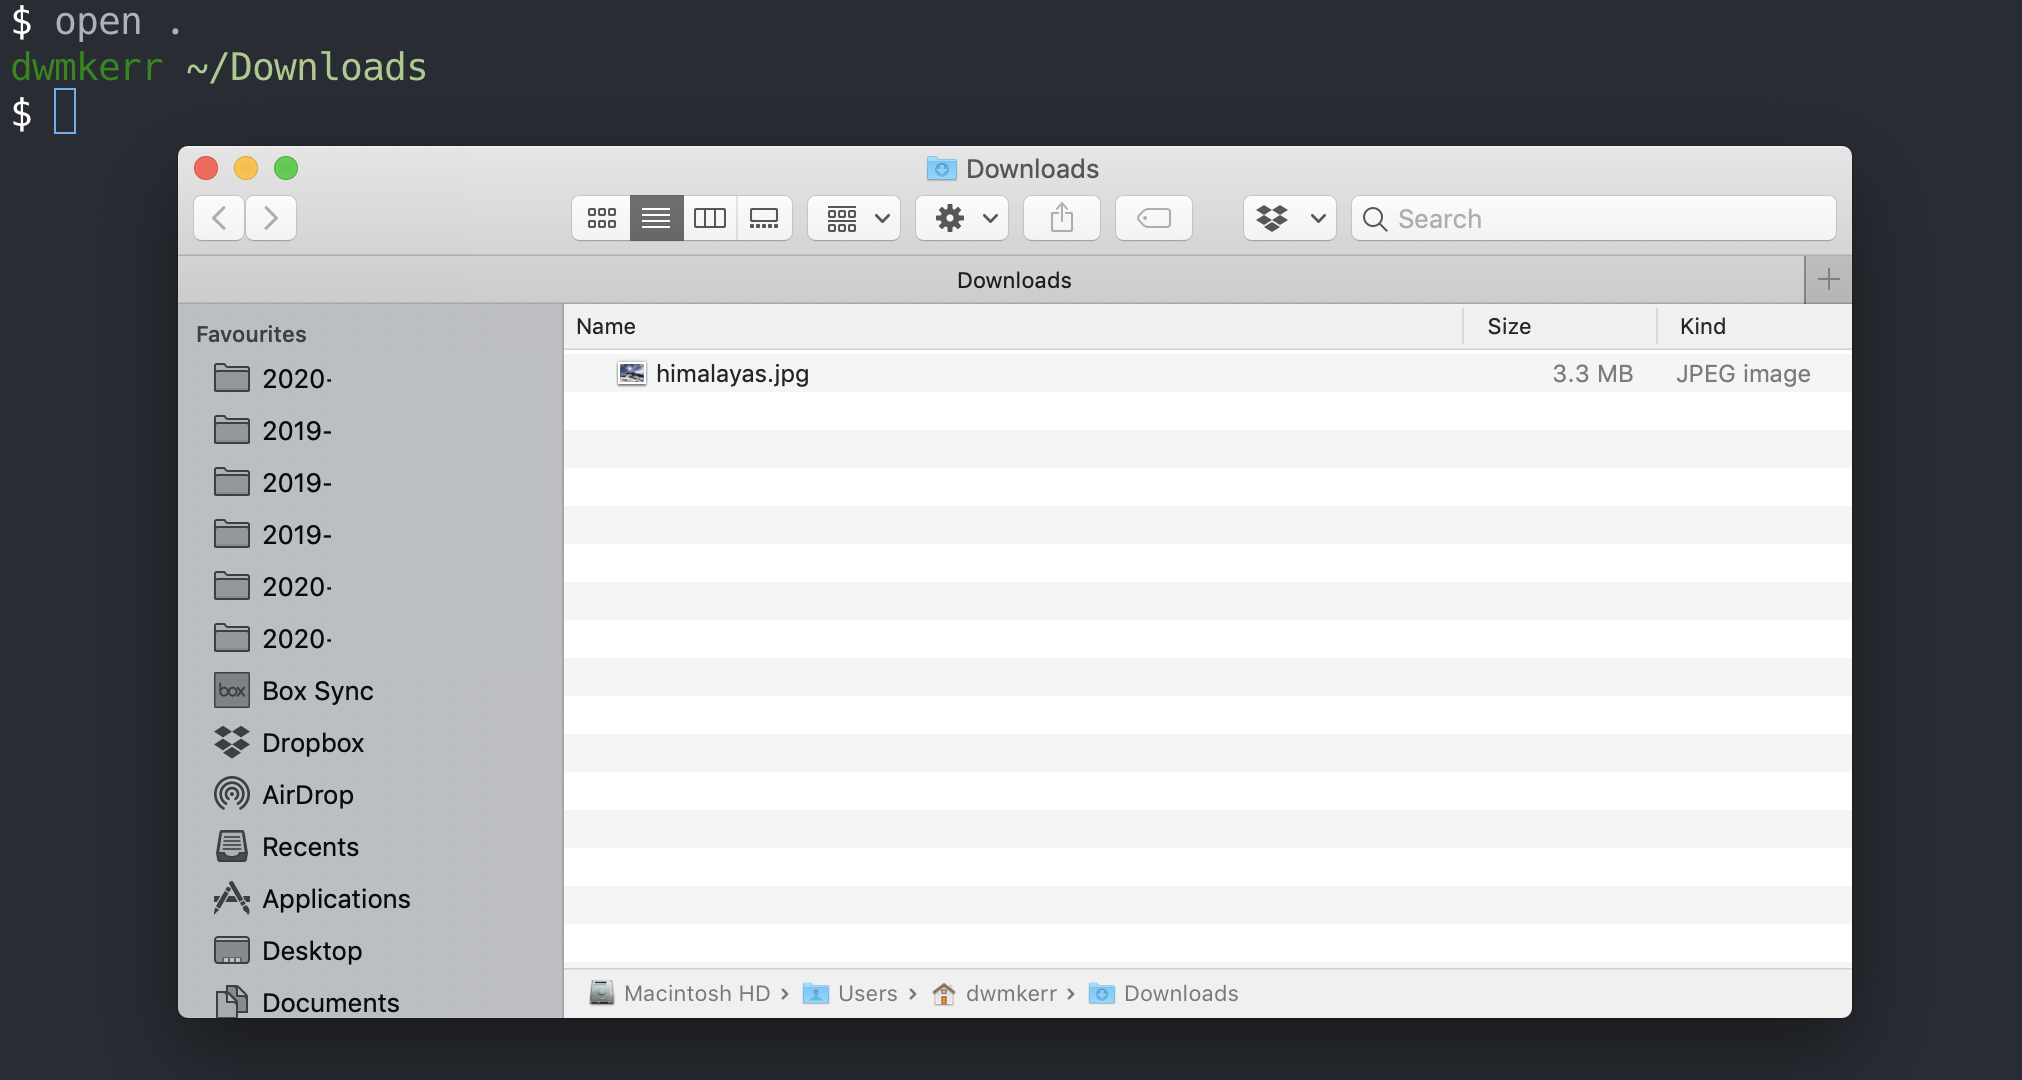 $ open .
dwmkerr ~/Downloads
$
Downloads
Search
Downloads
Favourites
2020-
2019-
2019-
2019-
2020-
2020-
box Box Sync
Dropbox
AirDrop
Recents
Applications
Desktop
Documents
Name Size Kind
himalayas.jpg 3.3 MB JPEG image
Macintosh HD › Users › dwmkerr › Downloads